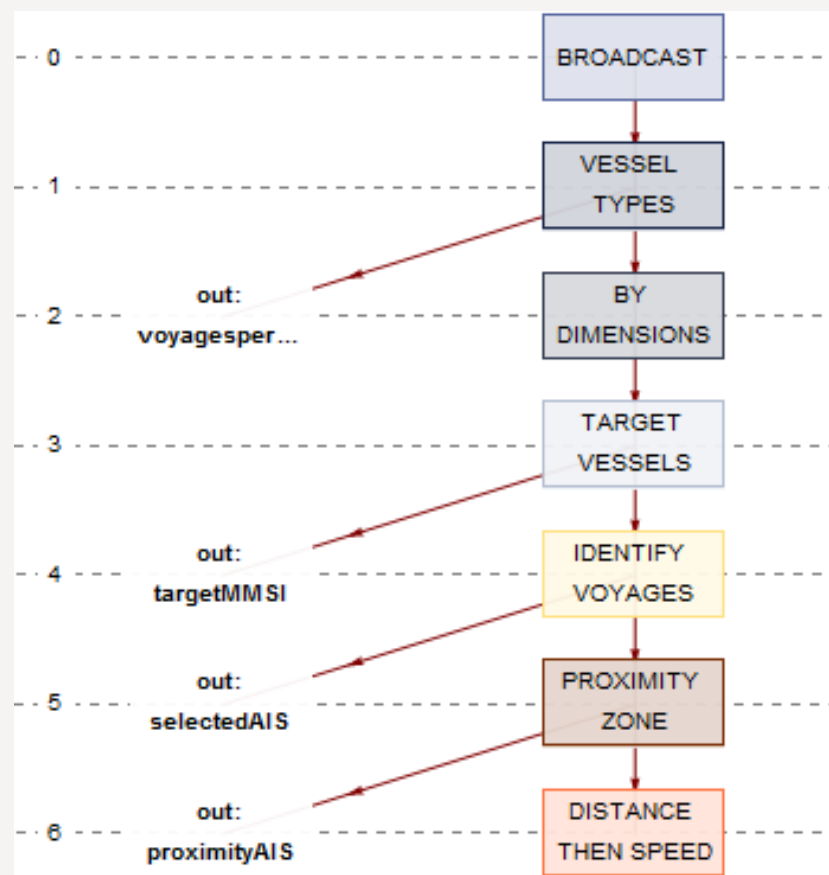 0
BROADCAST
1
VESSEL
TYPES
out:
voyagesper...
2
BY
DIMENSIONS
3
TARGET
VESSELS
out:
targetMMSI
4
IDENTIFY
VOYAGES
out:
selectedAIS
5
PROXIMITY
ZONE
out:
proximityAIS
6
DISTANCE
THEN SPEED